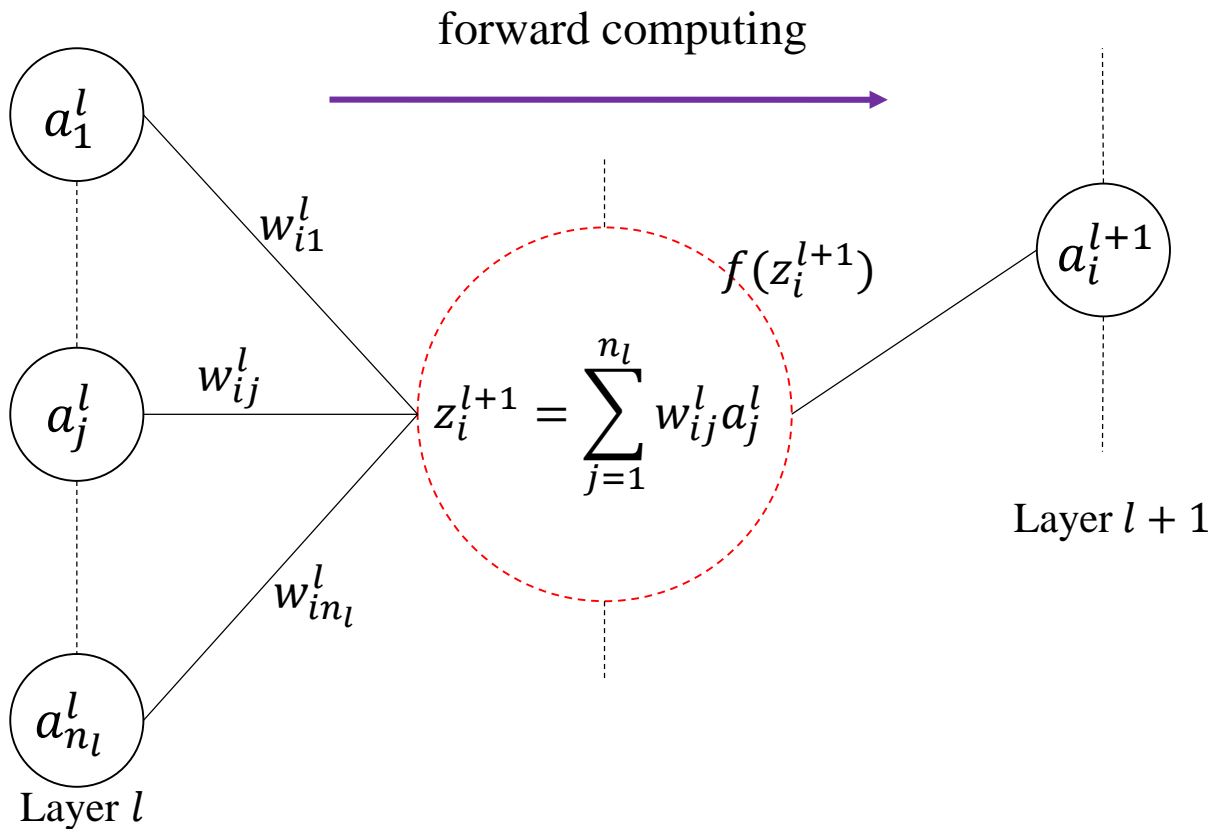 forward computing
a_1^l
w_{i1}^l
f(z_i^{l+1})
a_i^{l+1}
w_{ij}^l
a_j^l
z_i^{l+1} = \sum_{j=1}^{n_l} w_{ij}^l a_j^l
Layer l + 1
w_{in_l}^l
a_{n_l}^l
Layer l